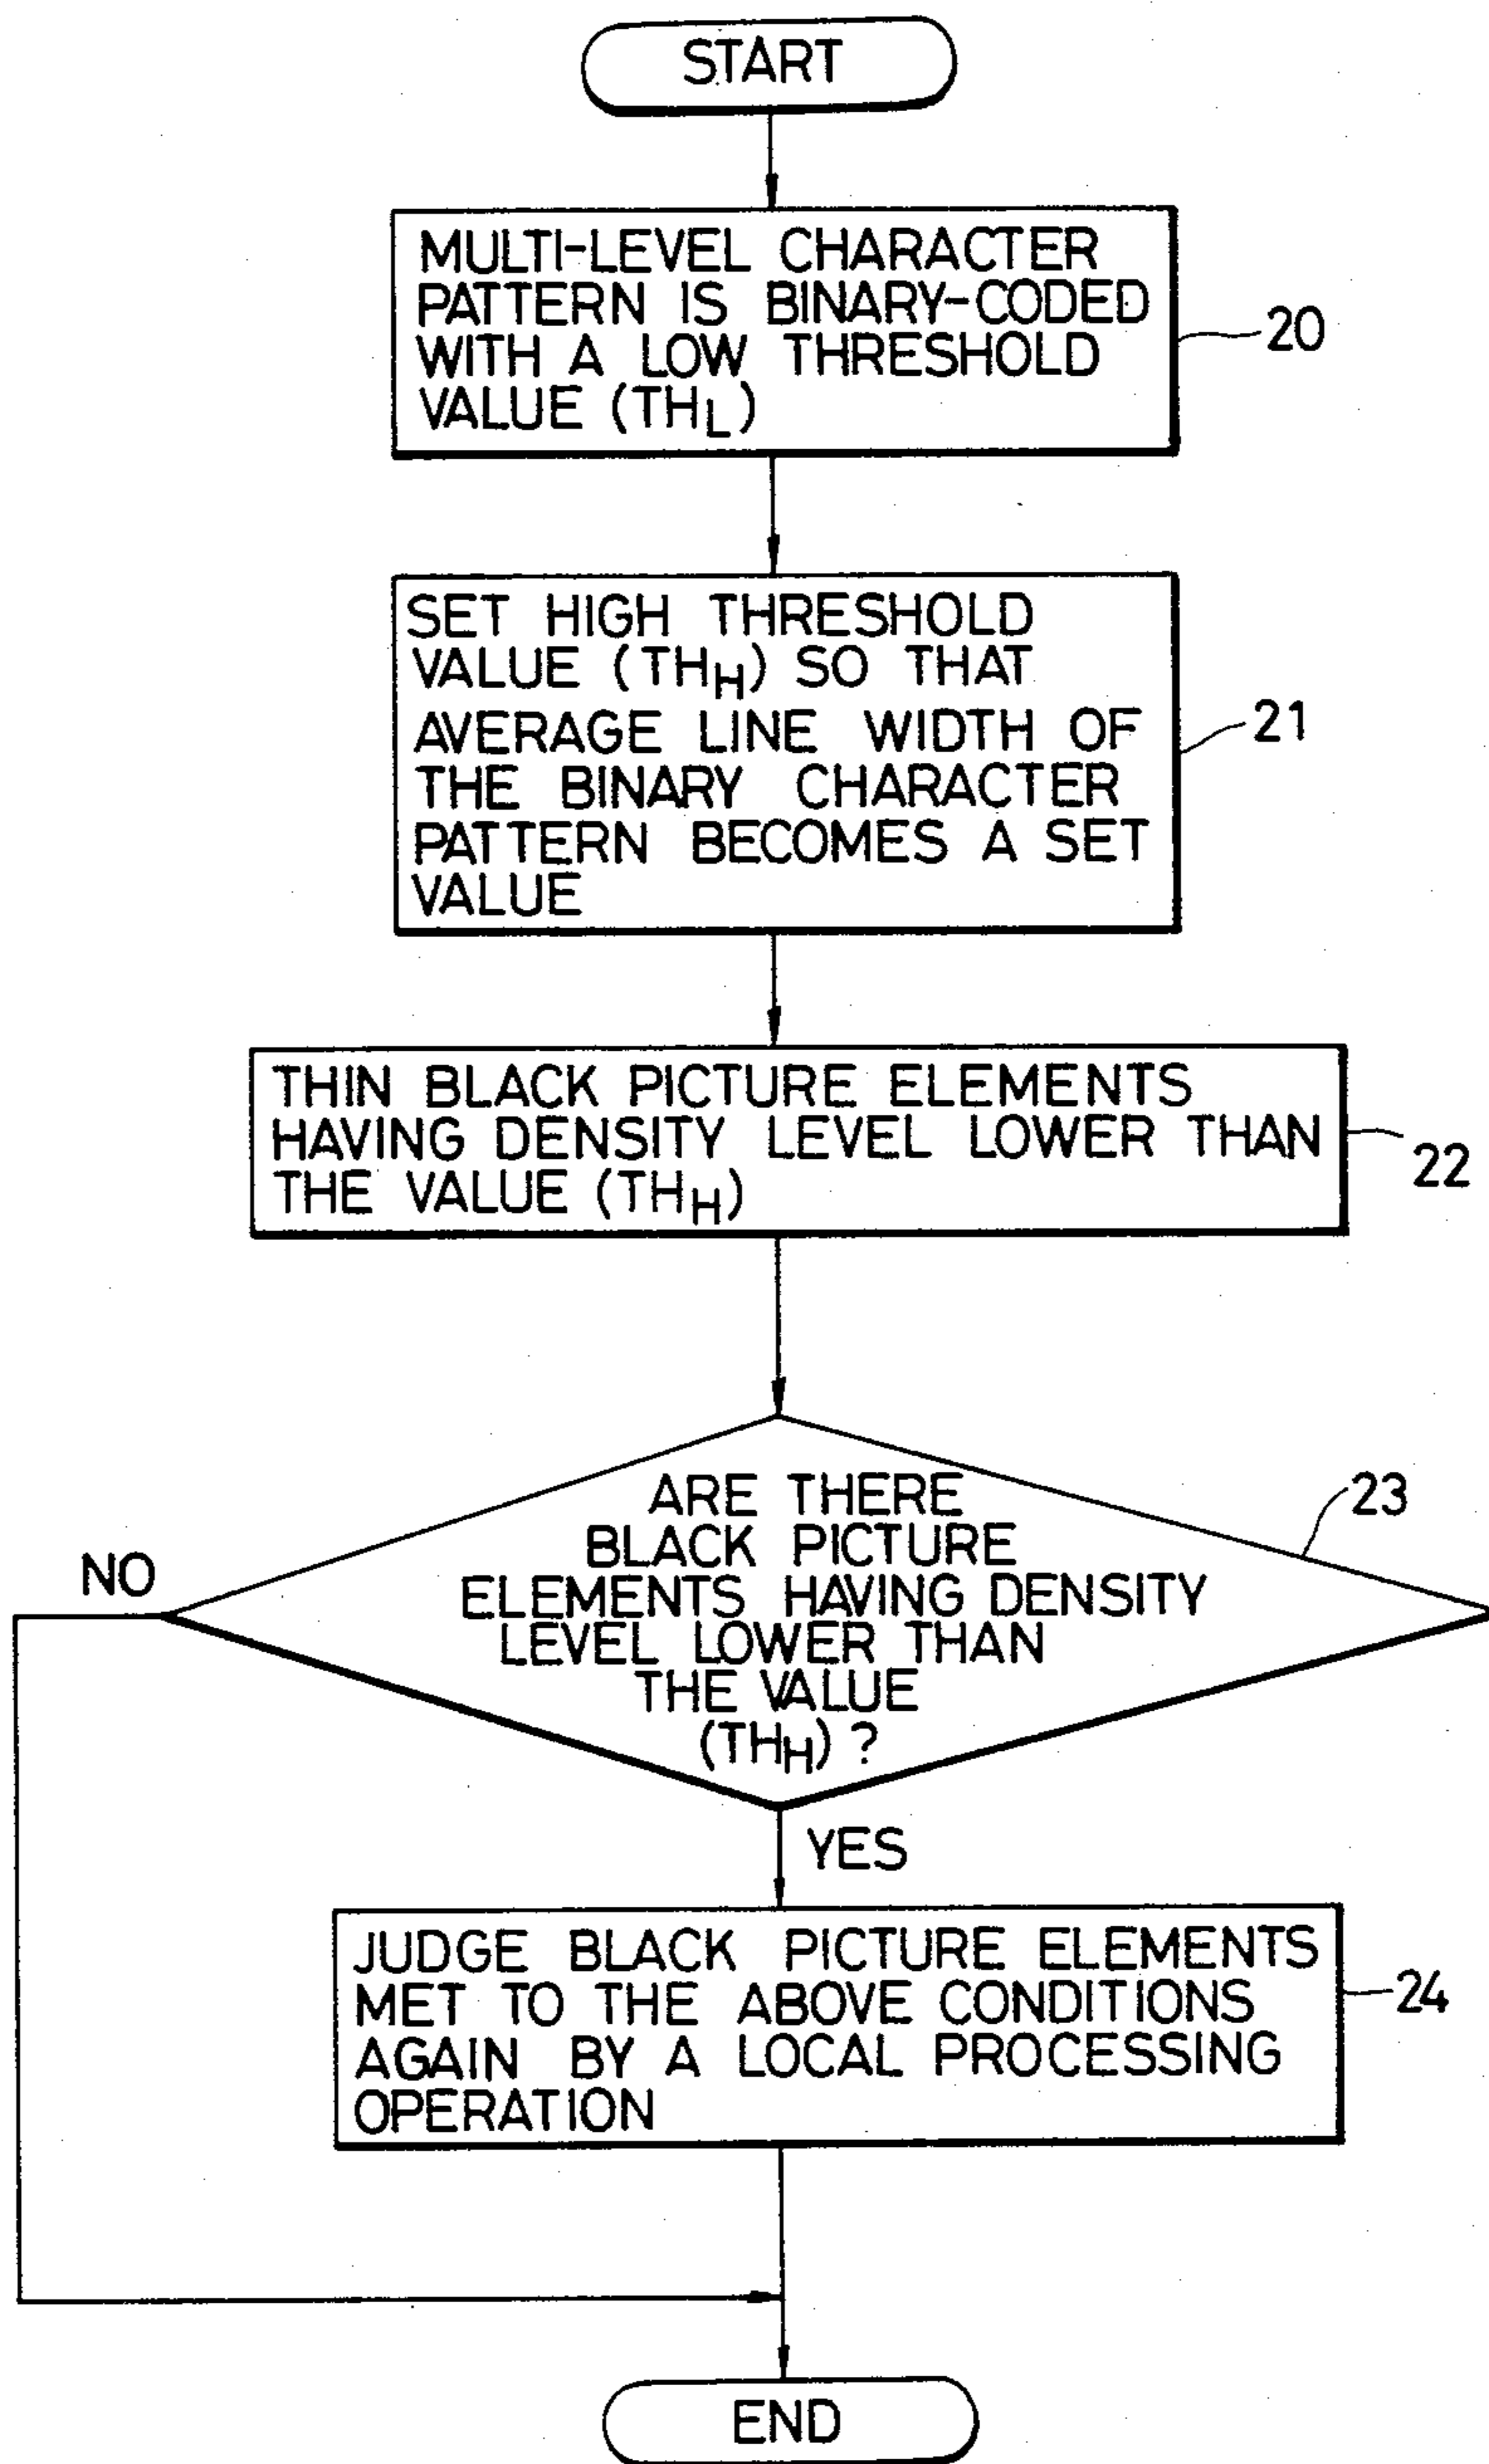 START
MULTI-LEVEL CHARACTER
PATTERN IS BINARY-CODED
WITH A LOW THRESHOLD
VALUE (THL)
20
SET HIGH THRESHOLD
VALUE (THH) SO THAT
AVERAGE LINE WIDTH OF
THE BINARY CHARACTER
PATTERN BECOMES A SET
VALUE
21
THIN BLACK PICTURE ELEMENTS
HAVING DENSITY LEVEL LOWER THAN
THE VALUE (THH)
22
ARE THERE
BLACK PICTURE
ELEMENTS HAVING DENSITY
LEVEL LOWER THAN
THE VALUE
(THH) ?
23
NO
YES
JUDGE BLACK PICTURE ELEMENTS
MET TO THE ABOVE CONDITIONS
AGAIN BY A LOCAL PROCESSING
OPERATION
24
END